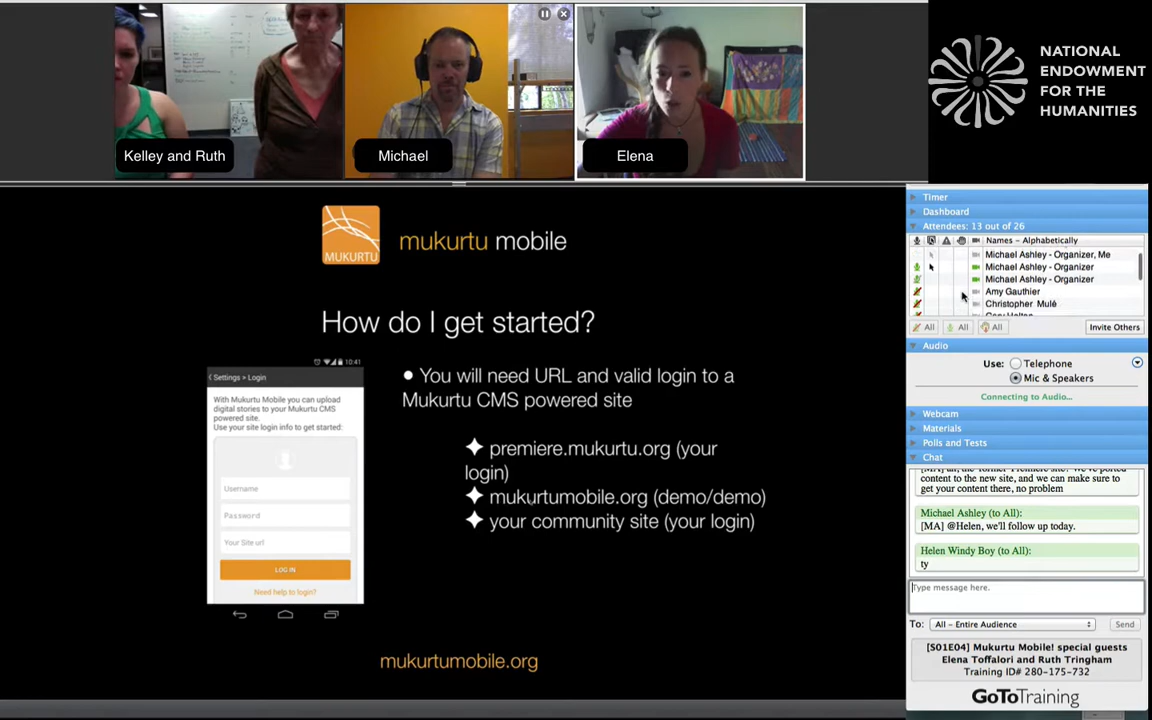 Kelley and Ruth
Michael
Elena
NATIONAL
ENDOWMENT
FOR THE
HUMANITIES
MUKURTU
mukurtu mobile
How do I get started?
10:41
Settings > Login
With Mukurtu Mobile you can upload
digital stories to your Mukurtu CMS
powered site.
Use your site login info to get started:
Username
Password
Your Site url
LOG IN
Need help to login?
• You will need URL and valid login to a
Mukurtu CMS powered site
✦ premiere.mukurtu.org (your
login)
✦ mukurtumobile.org (demo/demo)
✦ your community site (your login)
mukurtumobile.org
Timer
Dashboard
Attendees: 13 out of 26
Names - Alphabetically
Michael Ashley - Organizer, Me
Michael Ashley - Organizer
Michael Ashley - Organizer
Amy Gauthier
Christopher Mulé
All All All Invite Others
Audio
Use: Telephone
Mic & Speakers
Connecting to Audio...
Webcam
Materials
Polls and Tests
Chat
content to the new site, and we can make sure to
get your content there, no problem
Michael Ashley (to All):
[MA] @Helen, we'll follow up today.
Helen Windy Boy (to All):
ty
Type message here.
To: All - Entire Audience Send
[S01E04] Mukurtu Mobile! special guests
Elena Toffalori and Ruth Tringham
Training ID# 280-175-732
GoToTraining